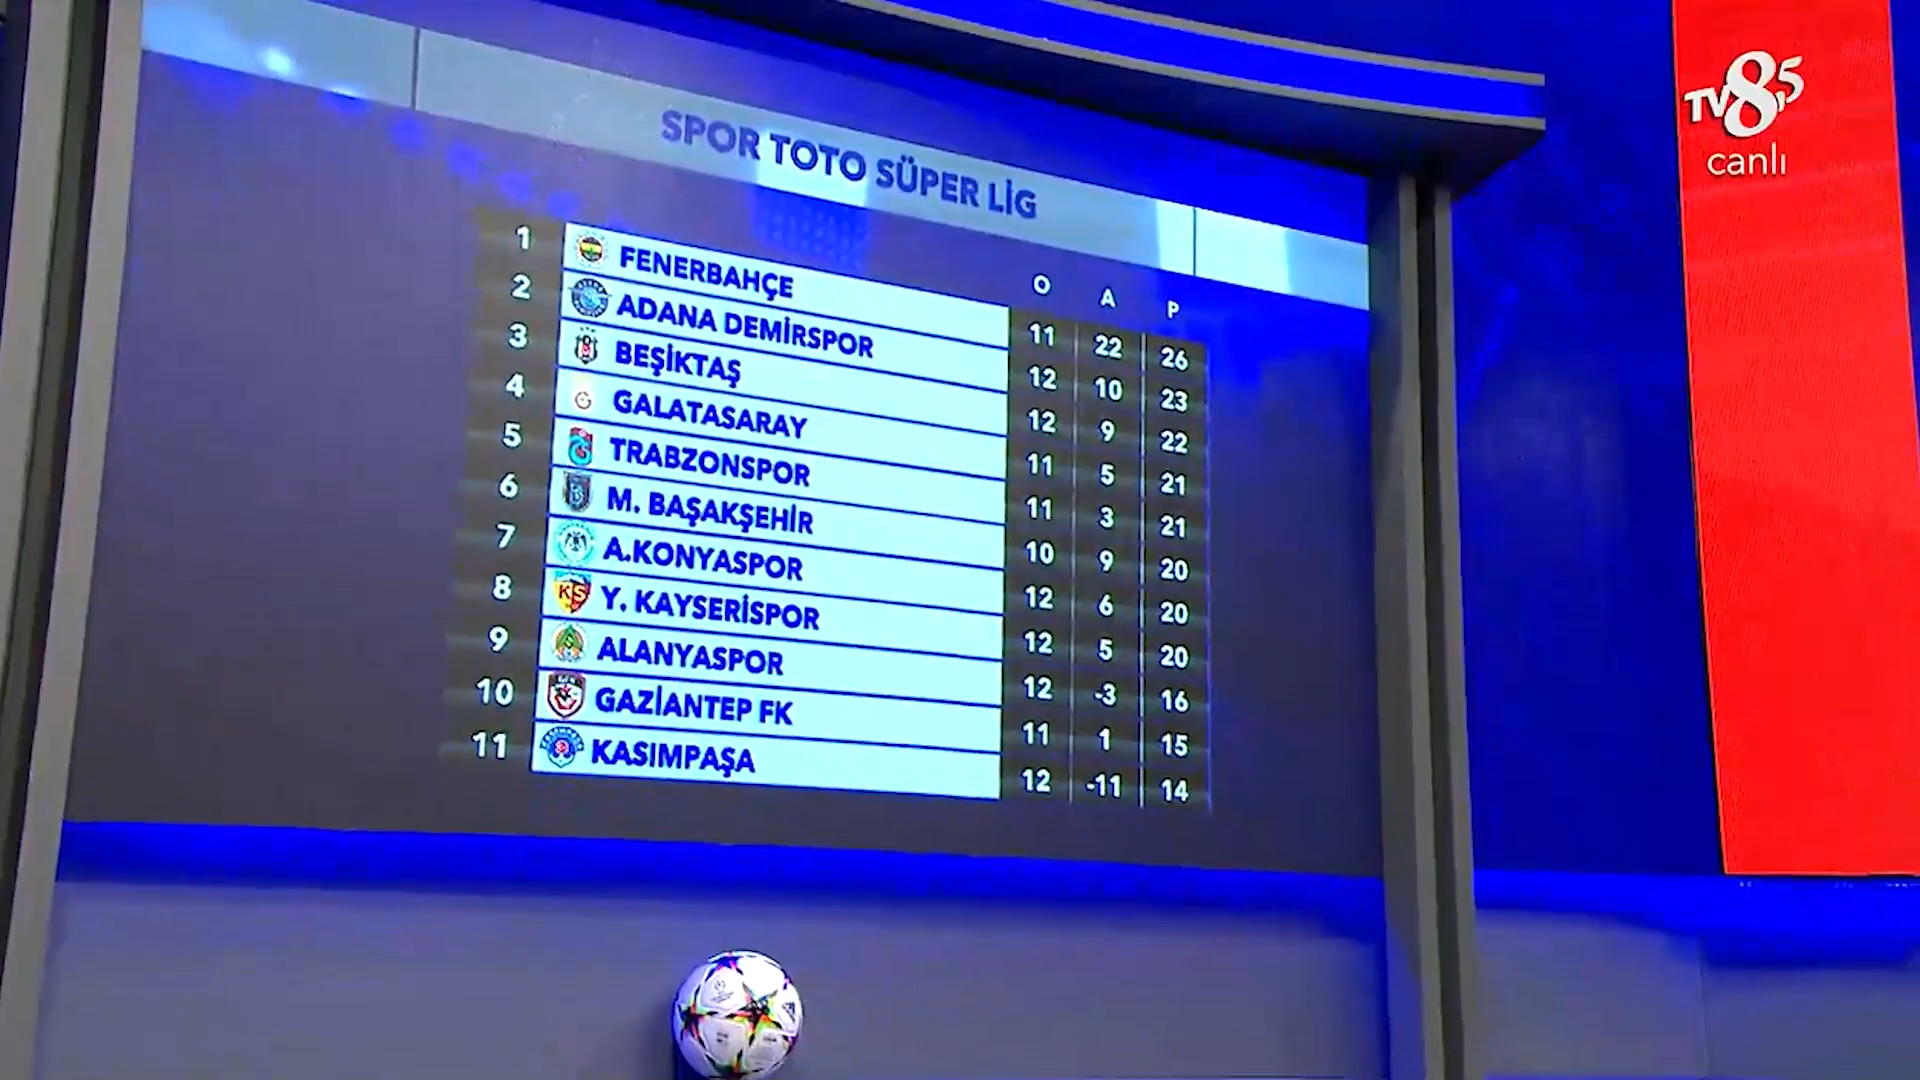 TV8,5
canlı
SPOR TOTO SÜPER LİG
O A P
1 FENERBAHÇE 11 22 26
2 ADANA DEMİRSPOR 12 10 23
3 BEŞİKTAŞ 12 9 22
4 GALATASARAY 11 5 21
5 TRABZONSPOR 11 3 21
6 M. BAŞAKŞEHİR 10 9 20
7 A.KONYASPOR 12 6 20
8 Y. KAYSERİSPOR 12 5 20
9 ALANYASPOR 12 -3 16
10 GAZİANTEP FK 11 1 15
11 KASIMPAŞA 12 -11 14